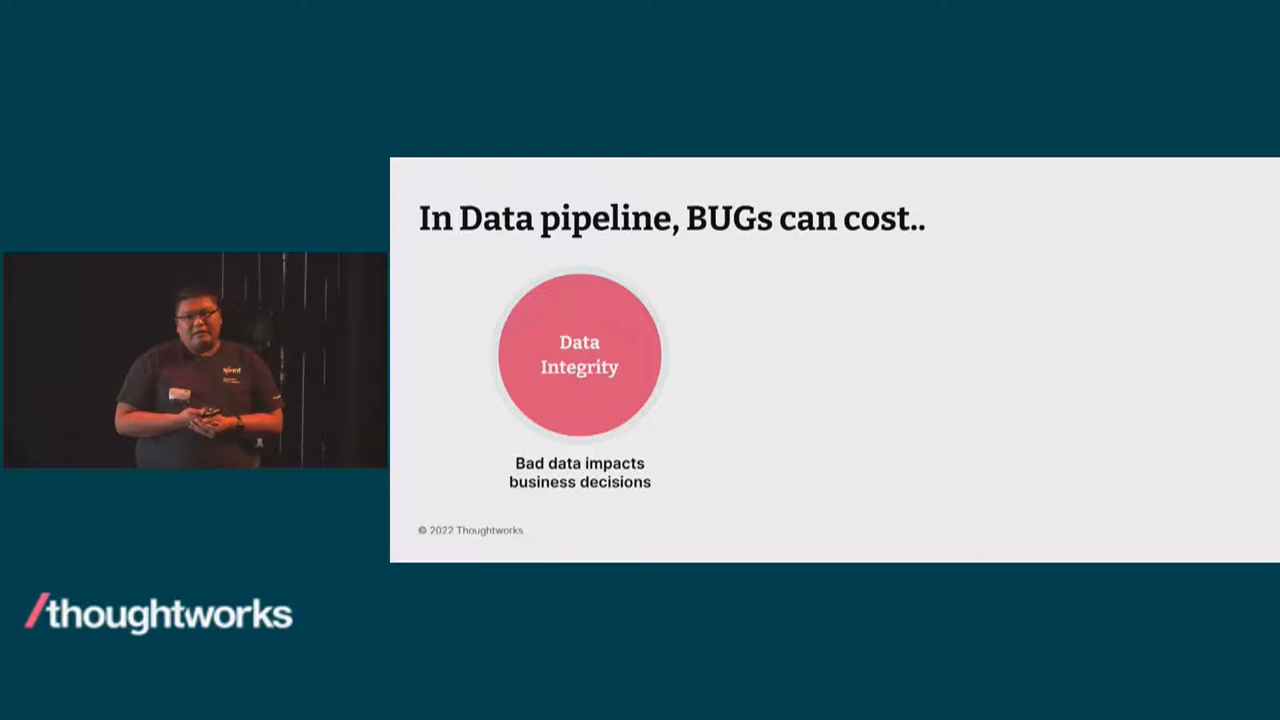 In Data pipeline, BUGs can cost..
Data
Integrity
Bad data impacts
business decisions
© 2022 Thoughtworks
/thoughtworks